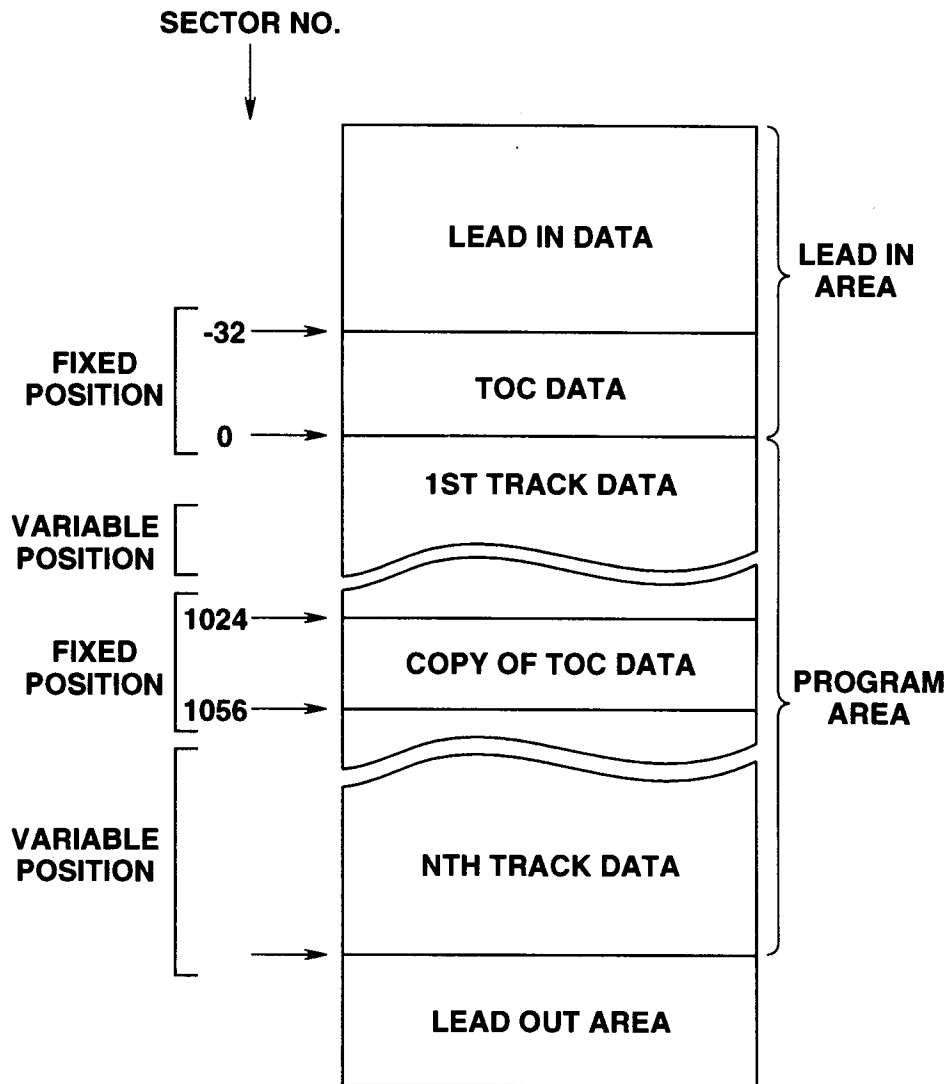 SECTOR NO.
LEAD IN DATA
LEAD IN
AREA
-32
FIXED
POSITION
TOC DATA
0
1ST TRACK DATA
VARIABLE
POSITION
1024
FIXED
POSITION
COPY OF TOC DATA
1056
PROGRAM
AREA
VARIABLE
POSITION
NTH TRACK DATA
LEAD OUT AREA